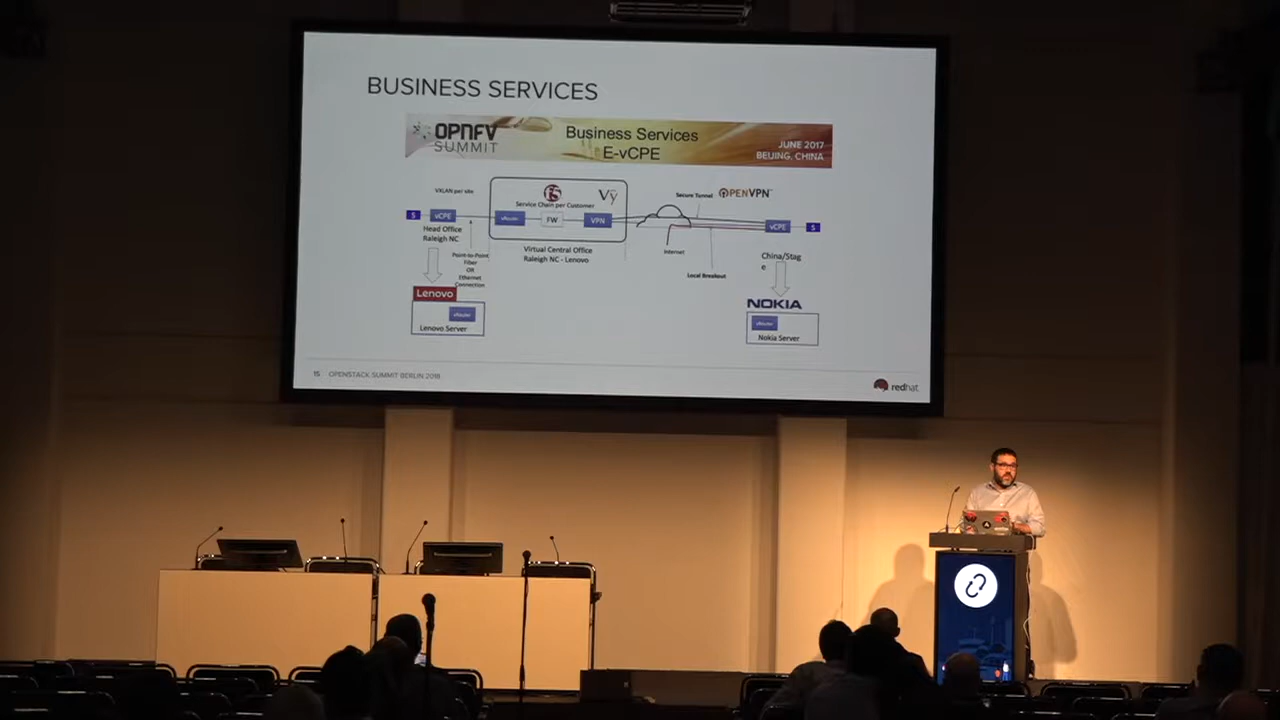 BUSINESS SERVICES
OPNFV
SUMMIT
Business Services
E-vCPE
JUNE 2017
BEIJING, CHINA
VXLAN per site
F5
Vȳ
Service Chain per Customer
Secure Tunnel
OPENVPN
S
vCPE
vRouter
FW
VPN
vCPE
S
Head Office
Raleigh NC
Point-to-Point
Fiber
OR
Ethernet
Connection
Virtual Central Office
Raleigh NC - Lenovo
Internet
Local Breakout
China/Stag
e
Lenovo
vRouter
Lenovo Server
NOKIA
vRouter
Nokia Server
15 OPENSTACK SUMMIT BERLIN 2018
redhat